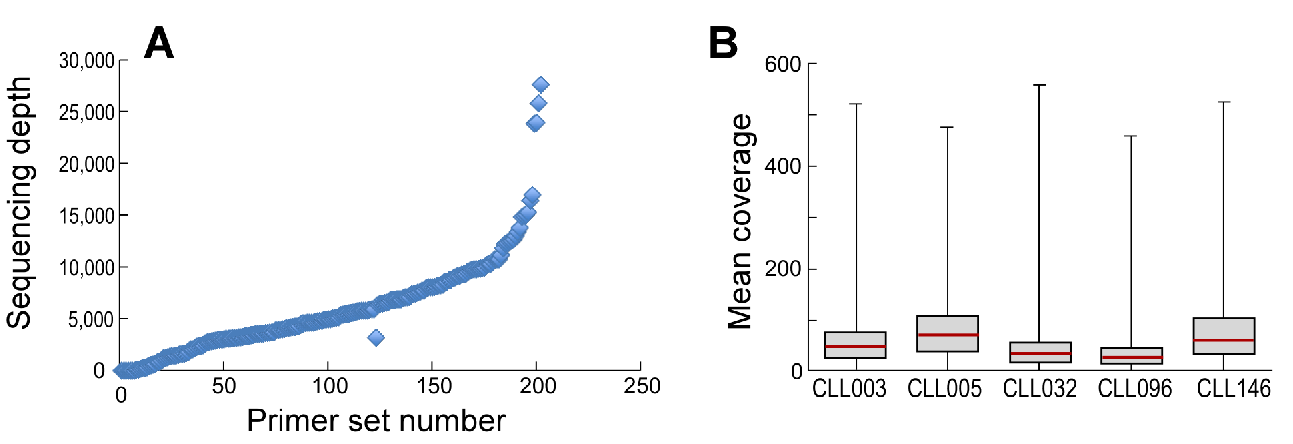 A
Sequencing depth
30,000
25,000
20,000
15,000
10,000
5,000
0
0 50 100 150 200 250
Primer set number
B
Mean coverage
600
400
200
0
CLL003 CLL005 CLL032 CLL096 CLL146